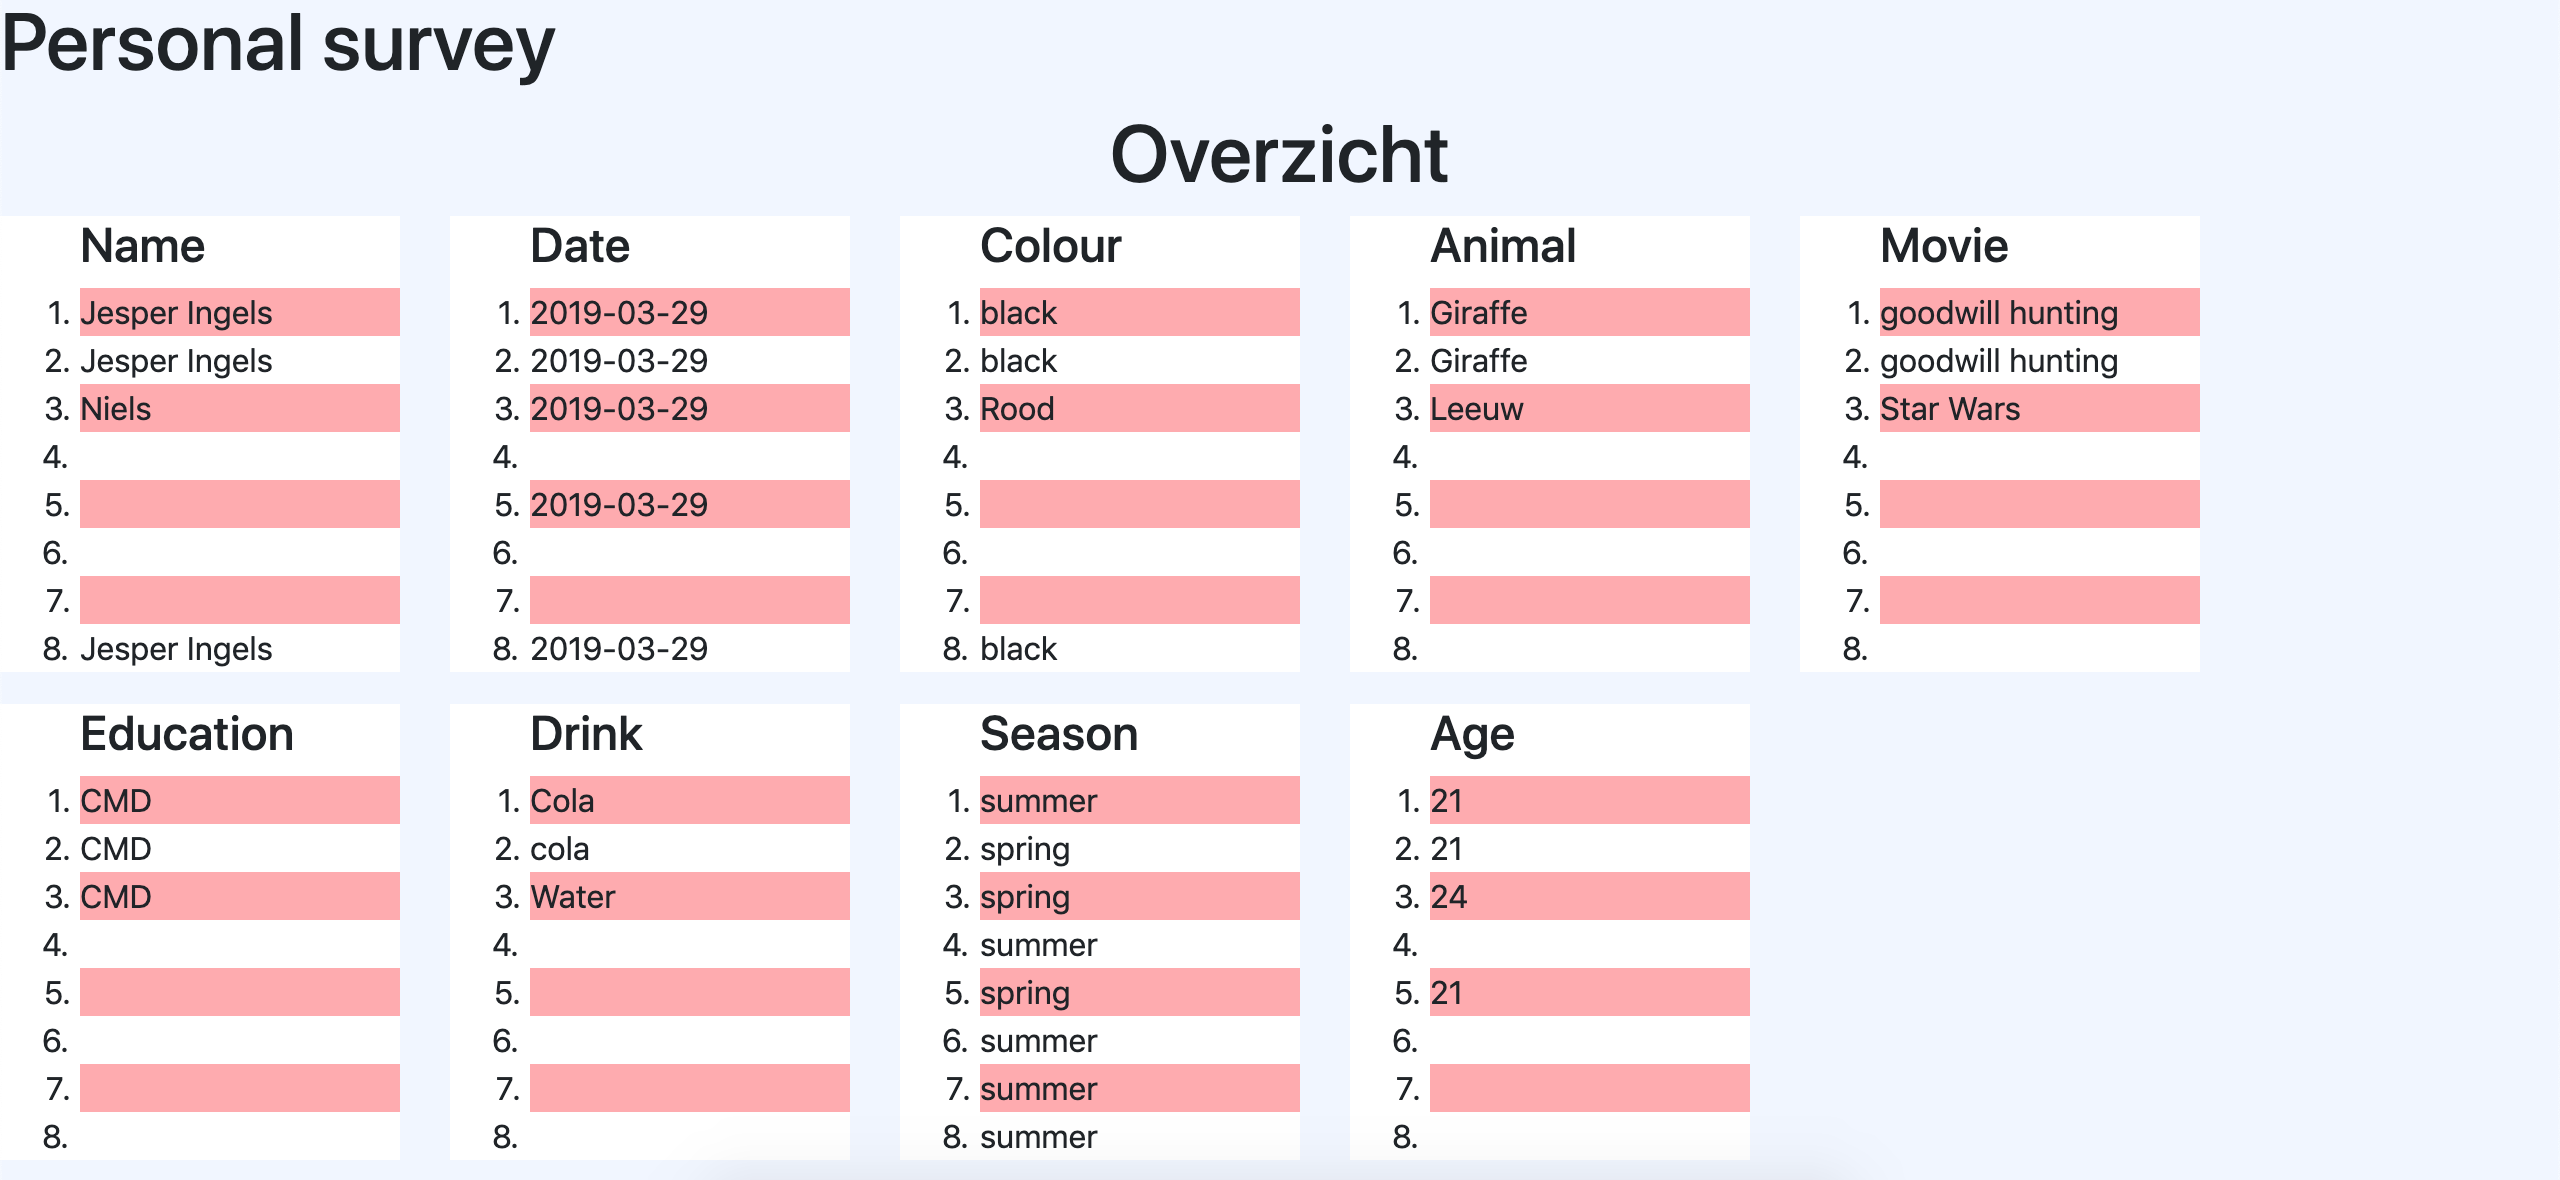 Personal survey
Overzicht
Name
1. Jesper Ingels
2. Jesper Ingels
3. Niels
4.
5.
6.
7.
8. Jesper Ingels
Date
1. 2019-03-29
2. 2019-03-29
3. 2019-03-29
4.
5. 2019-03-29
6.
7.
8. 2019-03-29
Colour
1. black
2. black
3. Rood
4.
5.
6.
7.
8. black
Animal
1. Giraffe
2. Giraffe
3. Leeuw
4.
5.
6.
7.
8.
Movie
1. goodwill hunting
2. goodwill hunting
3. Star Wars
4.
5.
6.
7.
8.
Education
1. CMD
2. CMD
3. CMD
4.
5.
6.
7.
8.
Drink
1. Cola
2. cola
3. Water
4.
5.
6.
7.
8.
Season
1. summer
2. spring
3. spring
4. summer
5. spring
6. summer
7. summer
8. summer
Age
1. 21
2. 21
3. 24
4.
5. 21
6.
7.
8.